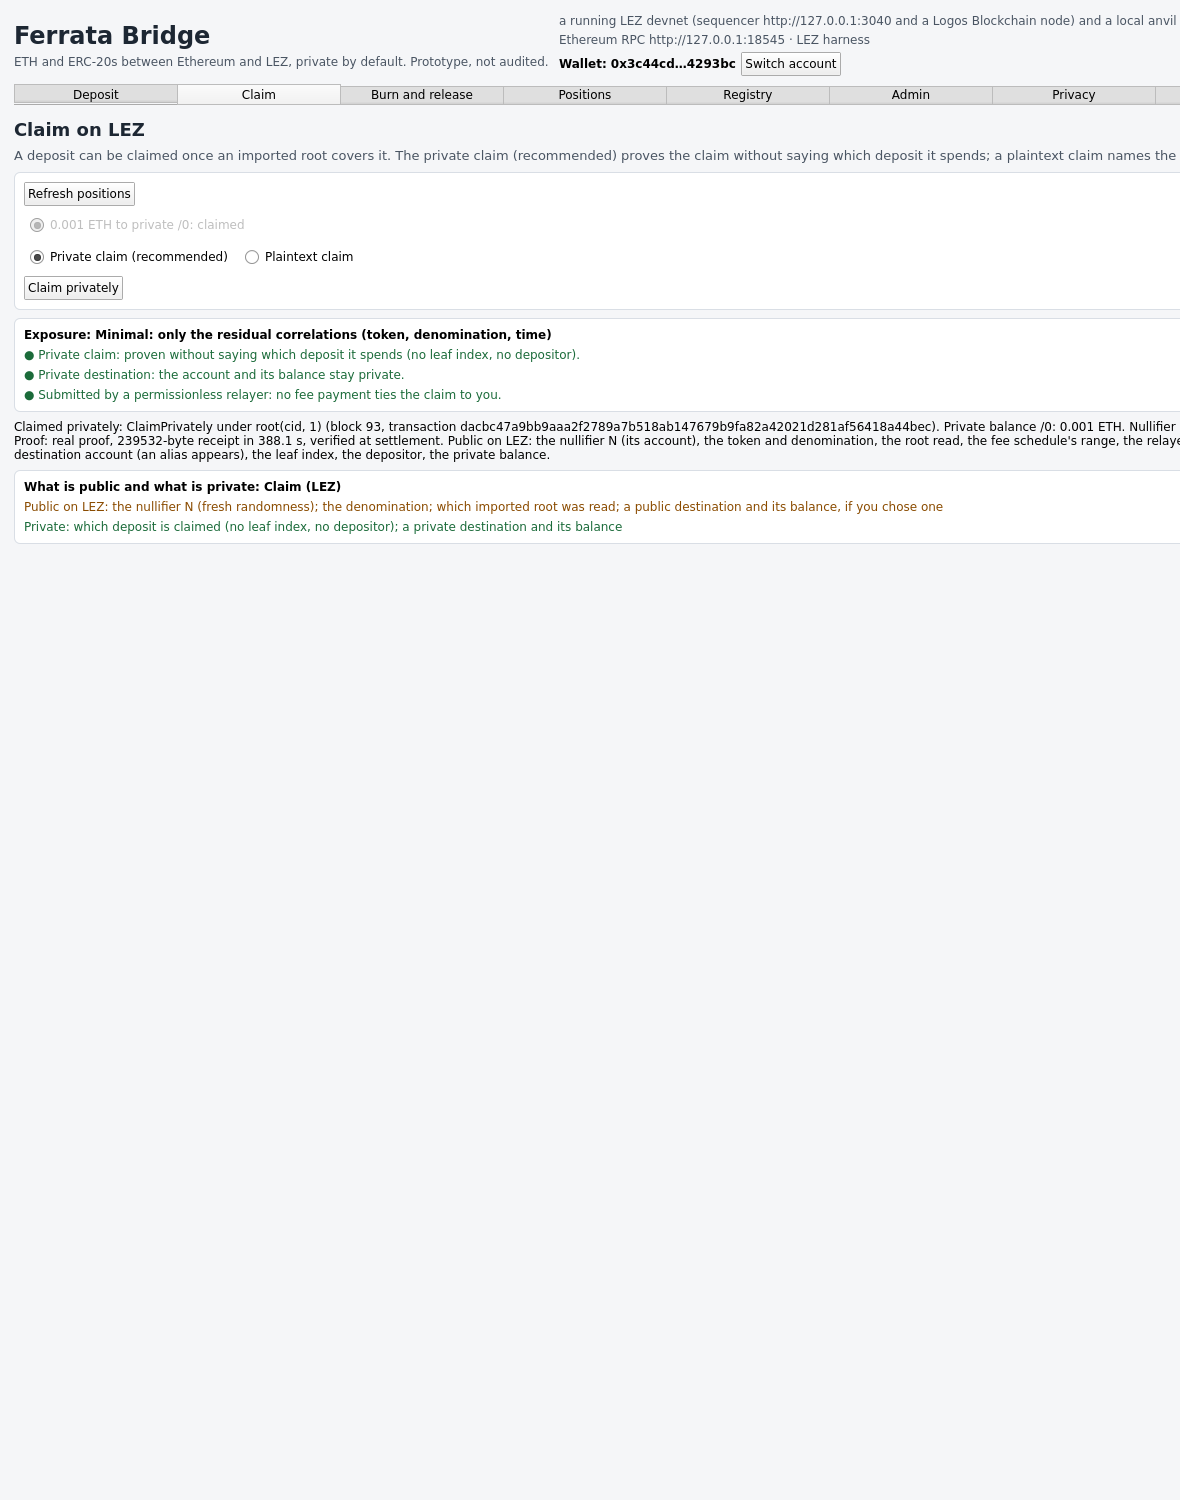 Ferrata Bridge
ETH and ERC-20s between Ethereum and LEZ, private by default. Prototype, not audited.
a running LEZ devnet (sequencer http://127.0.0.1:3040 and a Logos Blockchain node) and a local anvil
Ethereum RPC http://127.0.0.1:18545 · LEZ harness
Wallet: 0x3c44cd…4293bc Switch account
Deposit Claim Burn and release Positions Registry Admin Privacy
Claim on LEZ
A deposit can be claimed once an imported root covers it. The private claim (recommended) proves the claim without saying which deposit it spends; a plaintext claim names the
Refresh positions
0.001 ETH to private /0: claimed
Private claim (recommended) Plaintext claim
Claim privately
Exposure: Minimal: only the residual correlations (token, denomination, time)
● Private claim: proven without saying which deposit it spends (no leaf index, no depositor).
● Private destination: the account and its balance stay private.
● Submitted by a permissionless relayer: no fee payment ties the claim to you.
Claimed privately: ClaimPrivately under root(cid, 1) (block 93, transaction dacbc47a9bb9aaa2f2789a7b518ab147679b9fa82a42021d281af56418a44bec). Private balance /0: 0.001 ETH. Nullifier
Proof: real proof, 239532-byte receipt in 388.1 s, verified at settlement. Public on LEZ: the nullifier N (its account), the token and denomination, the root read, the fee schedule's range, the relaye
destination account (an alias appears), the leaf index, the depositor, the private balance.
What is public and what is private: Claim (LEZ)
Public on LEZ: the nullifier N (fresh randomness); the denomination; which imported root was read; a public destination and its balance, if you chose one
Private: which deposit is claimed (no leaf index, no depositor); a private destination and its balance